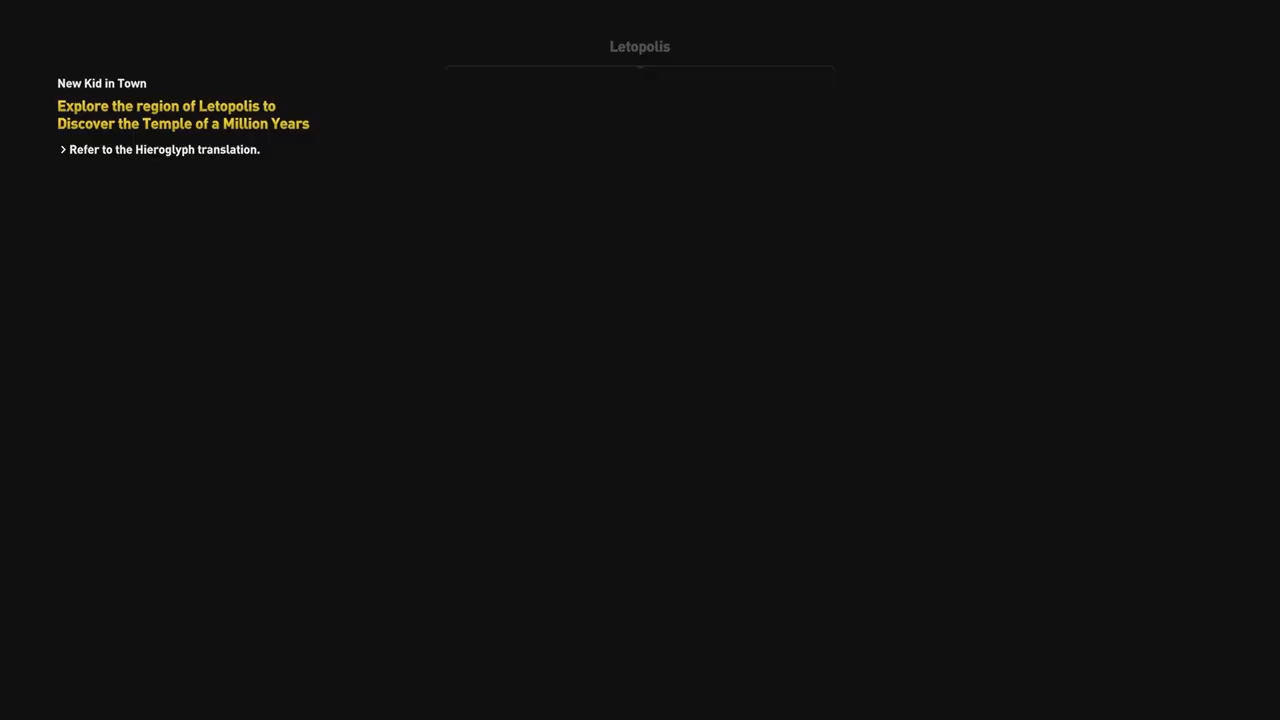 Letopolis
New Kid in Town
Explore the region of Letopolis to
Discover the Temple of a Million Years
> Refer to the Hieroglyph translation.